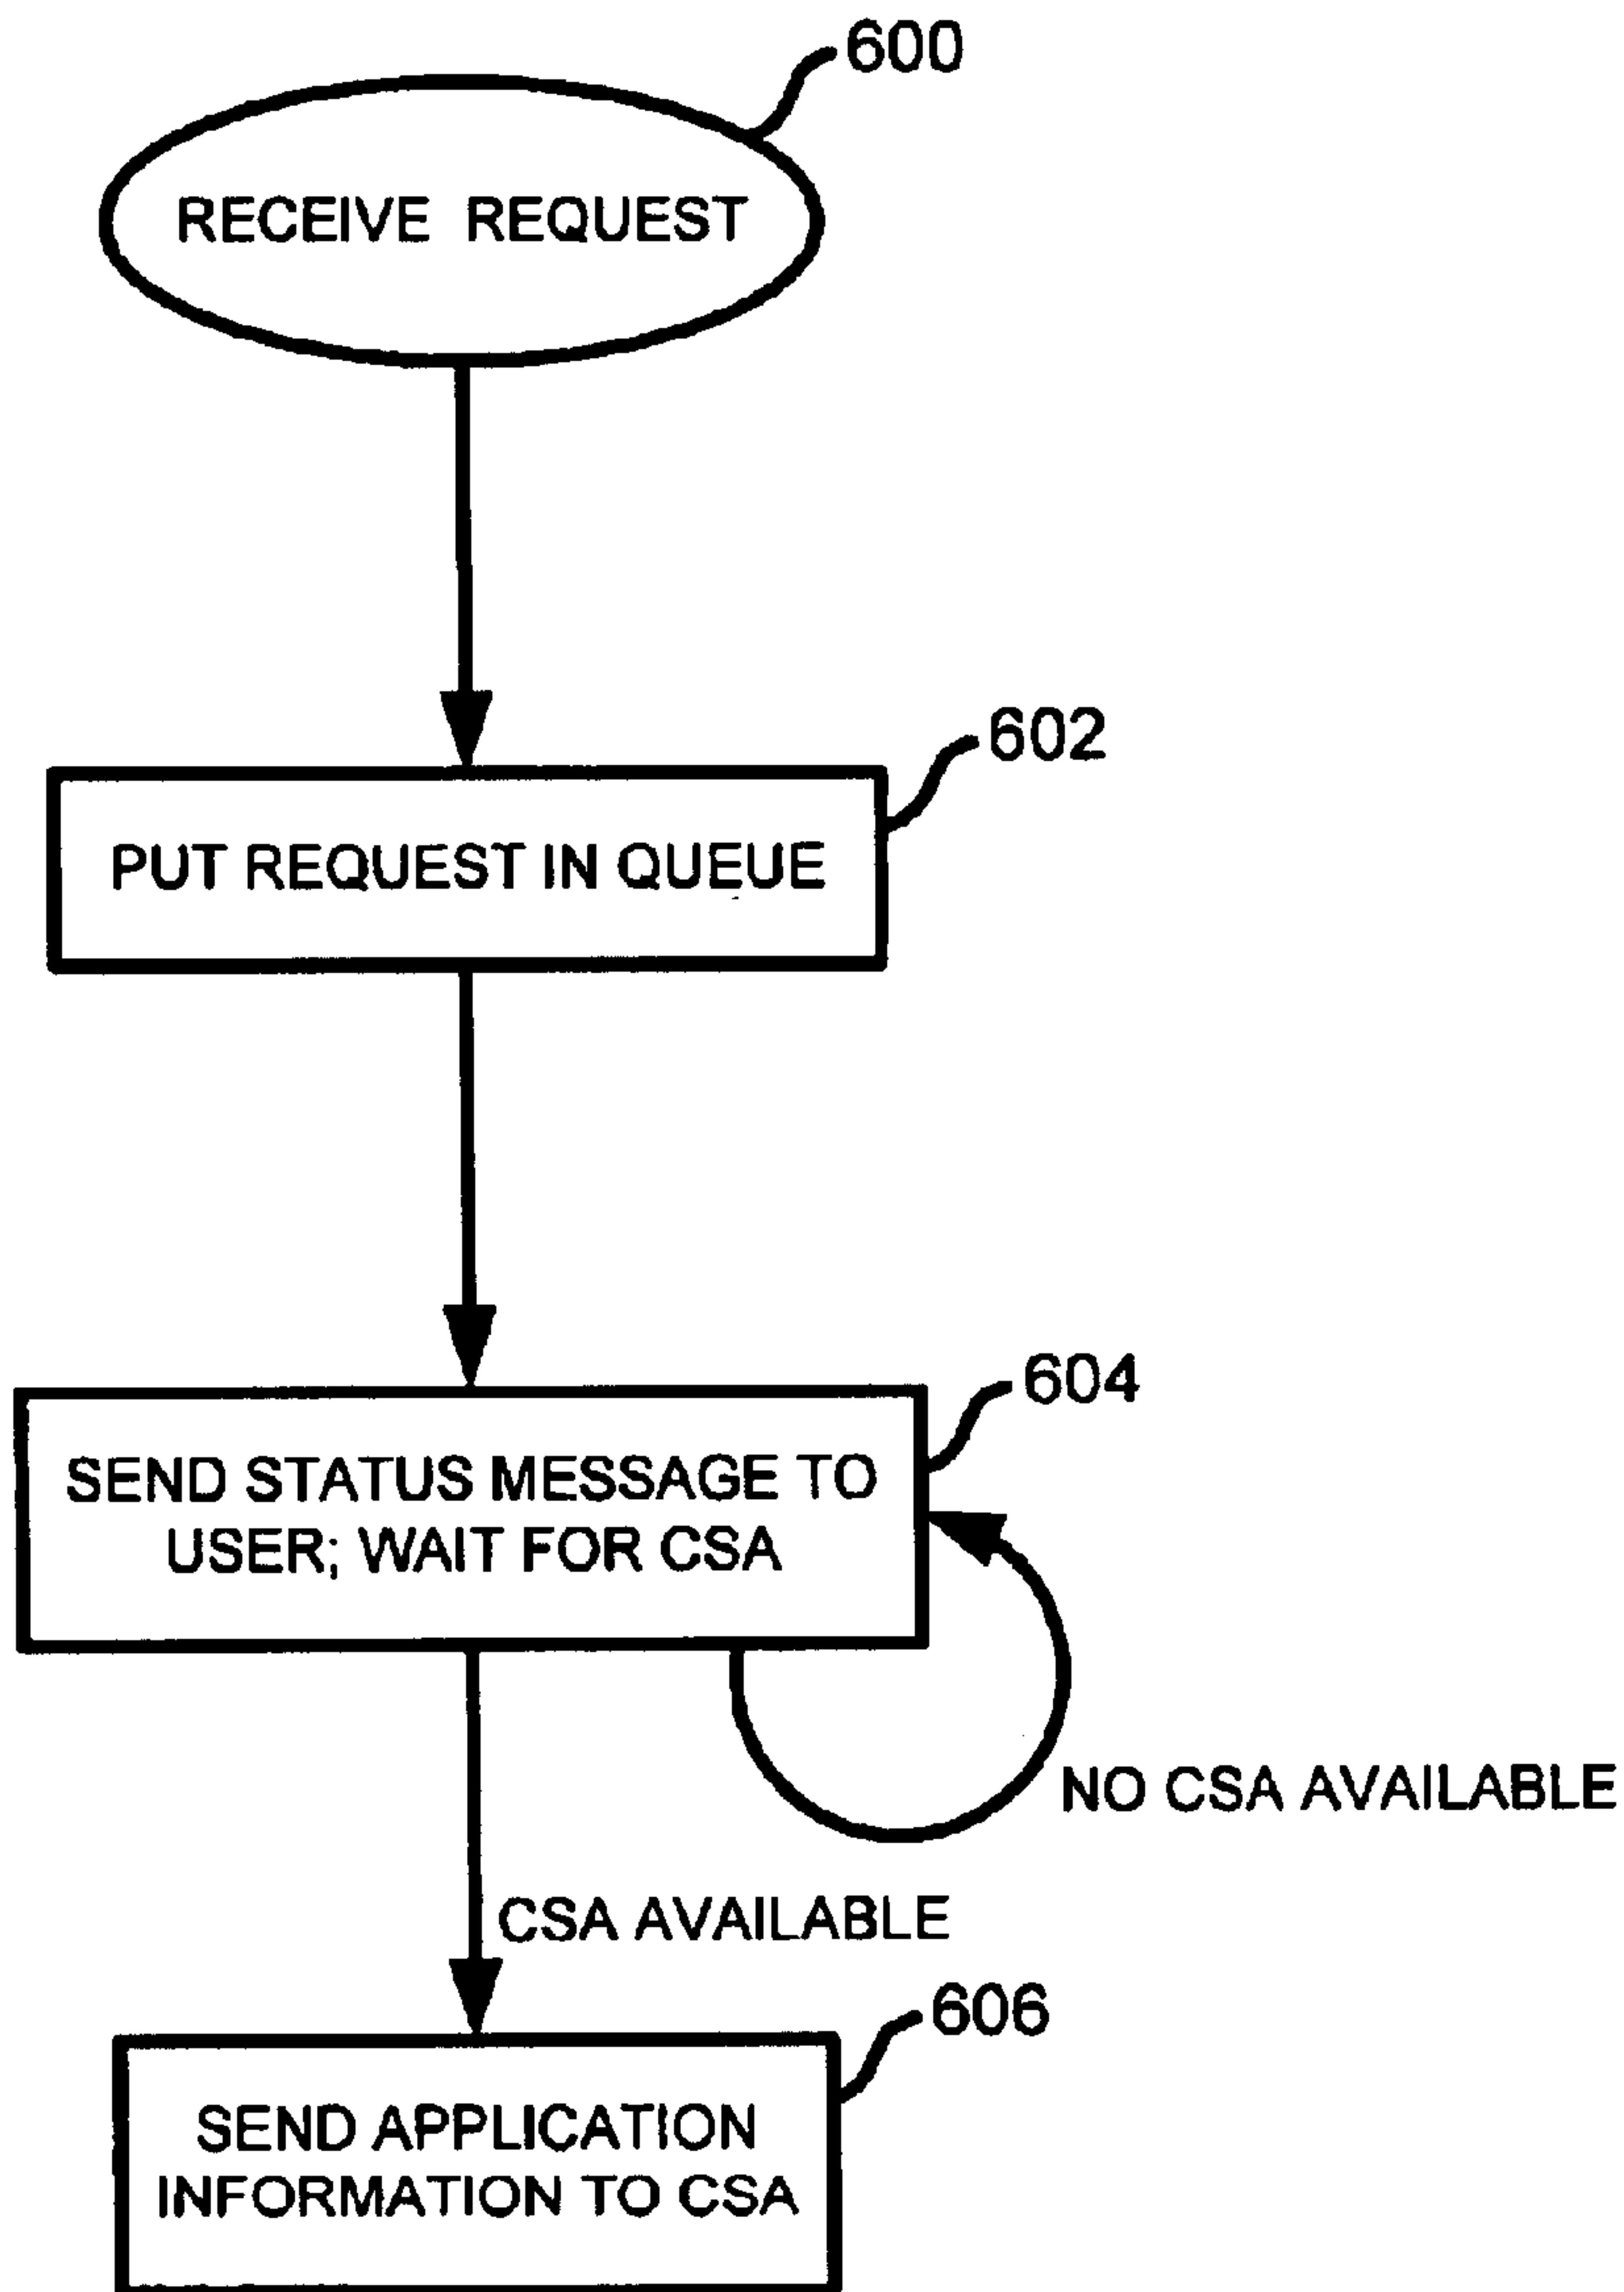 600
RECEIVE REQUEST
602
PUT REQUEST IN QUEUE
604
SEND STATUS MESSAGE TO
USER; WAIT FOR CSA
NO CSA AVAILABLE
CSA AVAILABLE
606
SEND APPLICATION
INFORMATION TO CSA